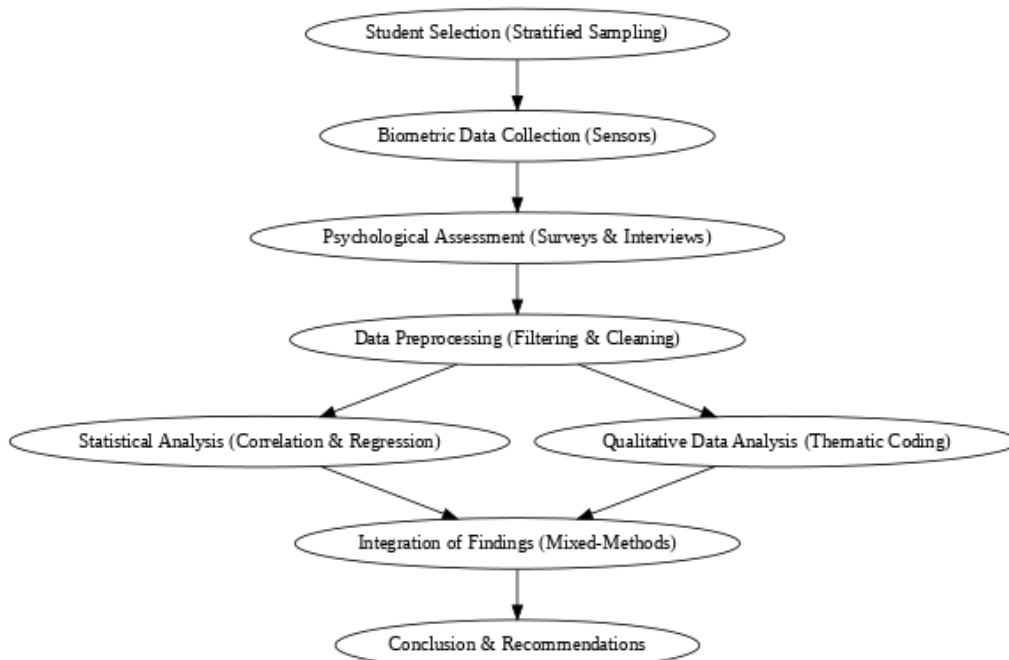 Student Selection (Stratified Sampling)
Biometric Data Collection (Sensors)
Psychological Assessment (Surveys & Interviews)
Data Preprocessing (Filtering & Cleaning)
Statistical Analysis (Correlation & Regression)
Qualitative Data Analysis (Thematic Coding)
Integration of Findings (Mixed-Methods)
Conclusion & Recommendations